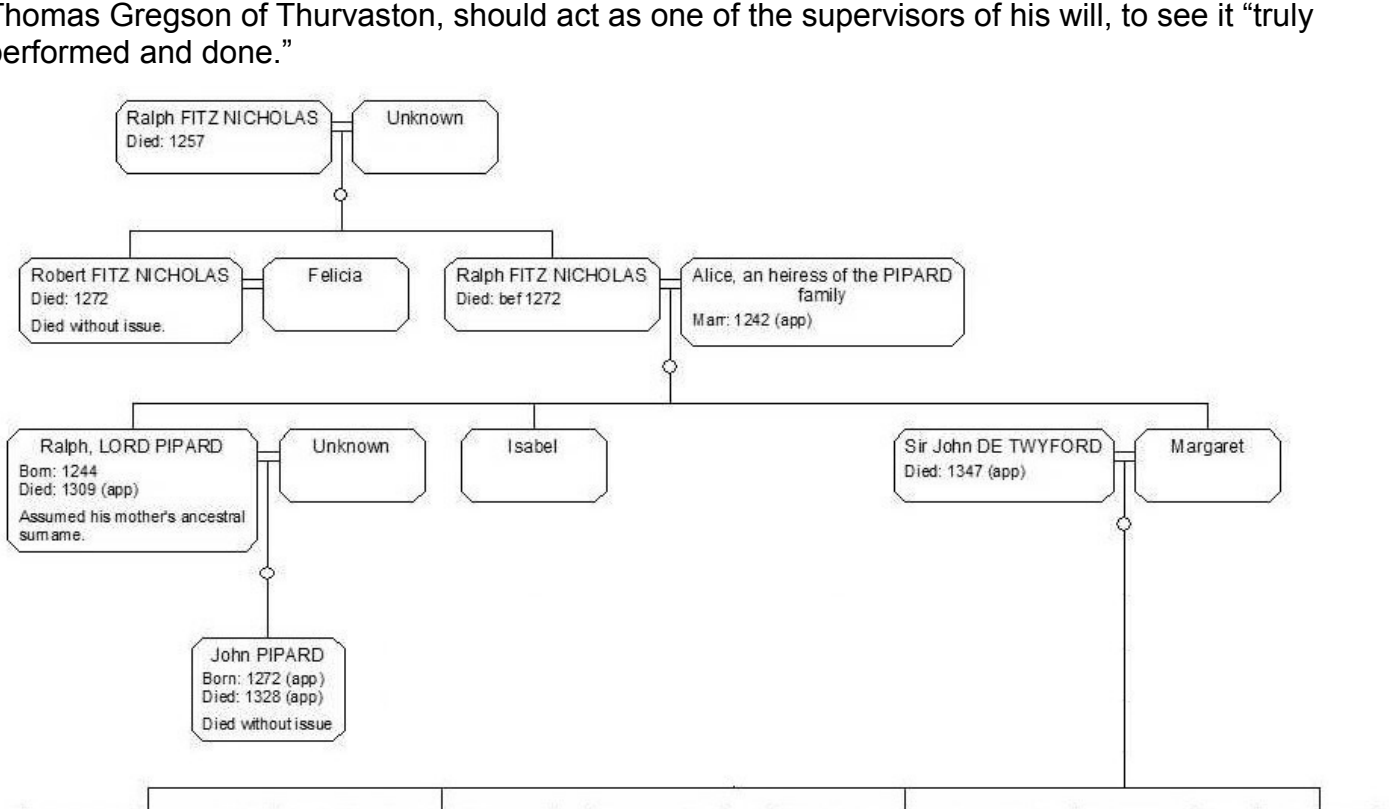 Thomas Gregson of Thurvaston, should act as one of the supervisors of his will, to see it “truly
performed and done.”
Ralph FITZ NICHOLAS
Died: 1257
Unknown
Robert FITZ NICHOLAS
Died: 1272
Died without issue.
Felicia
Ralph FITZ NICHOLAS
Died: bef 1272
Alice, an heiress of the PIPARD
family
Marr: 1242 (app)
Ralph, LORD PIPARD
Born: 1244
Died: 1309 (app)
Assumed his mother's ancestral
surname.
Unknown
Isabel
Sir John DE TWYFORD
Died: 1347 (app)
Margaret
John PIPARD
Born: 1272 (app)
Died: 1328 (app)
Died without issue